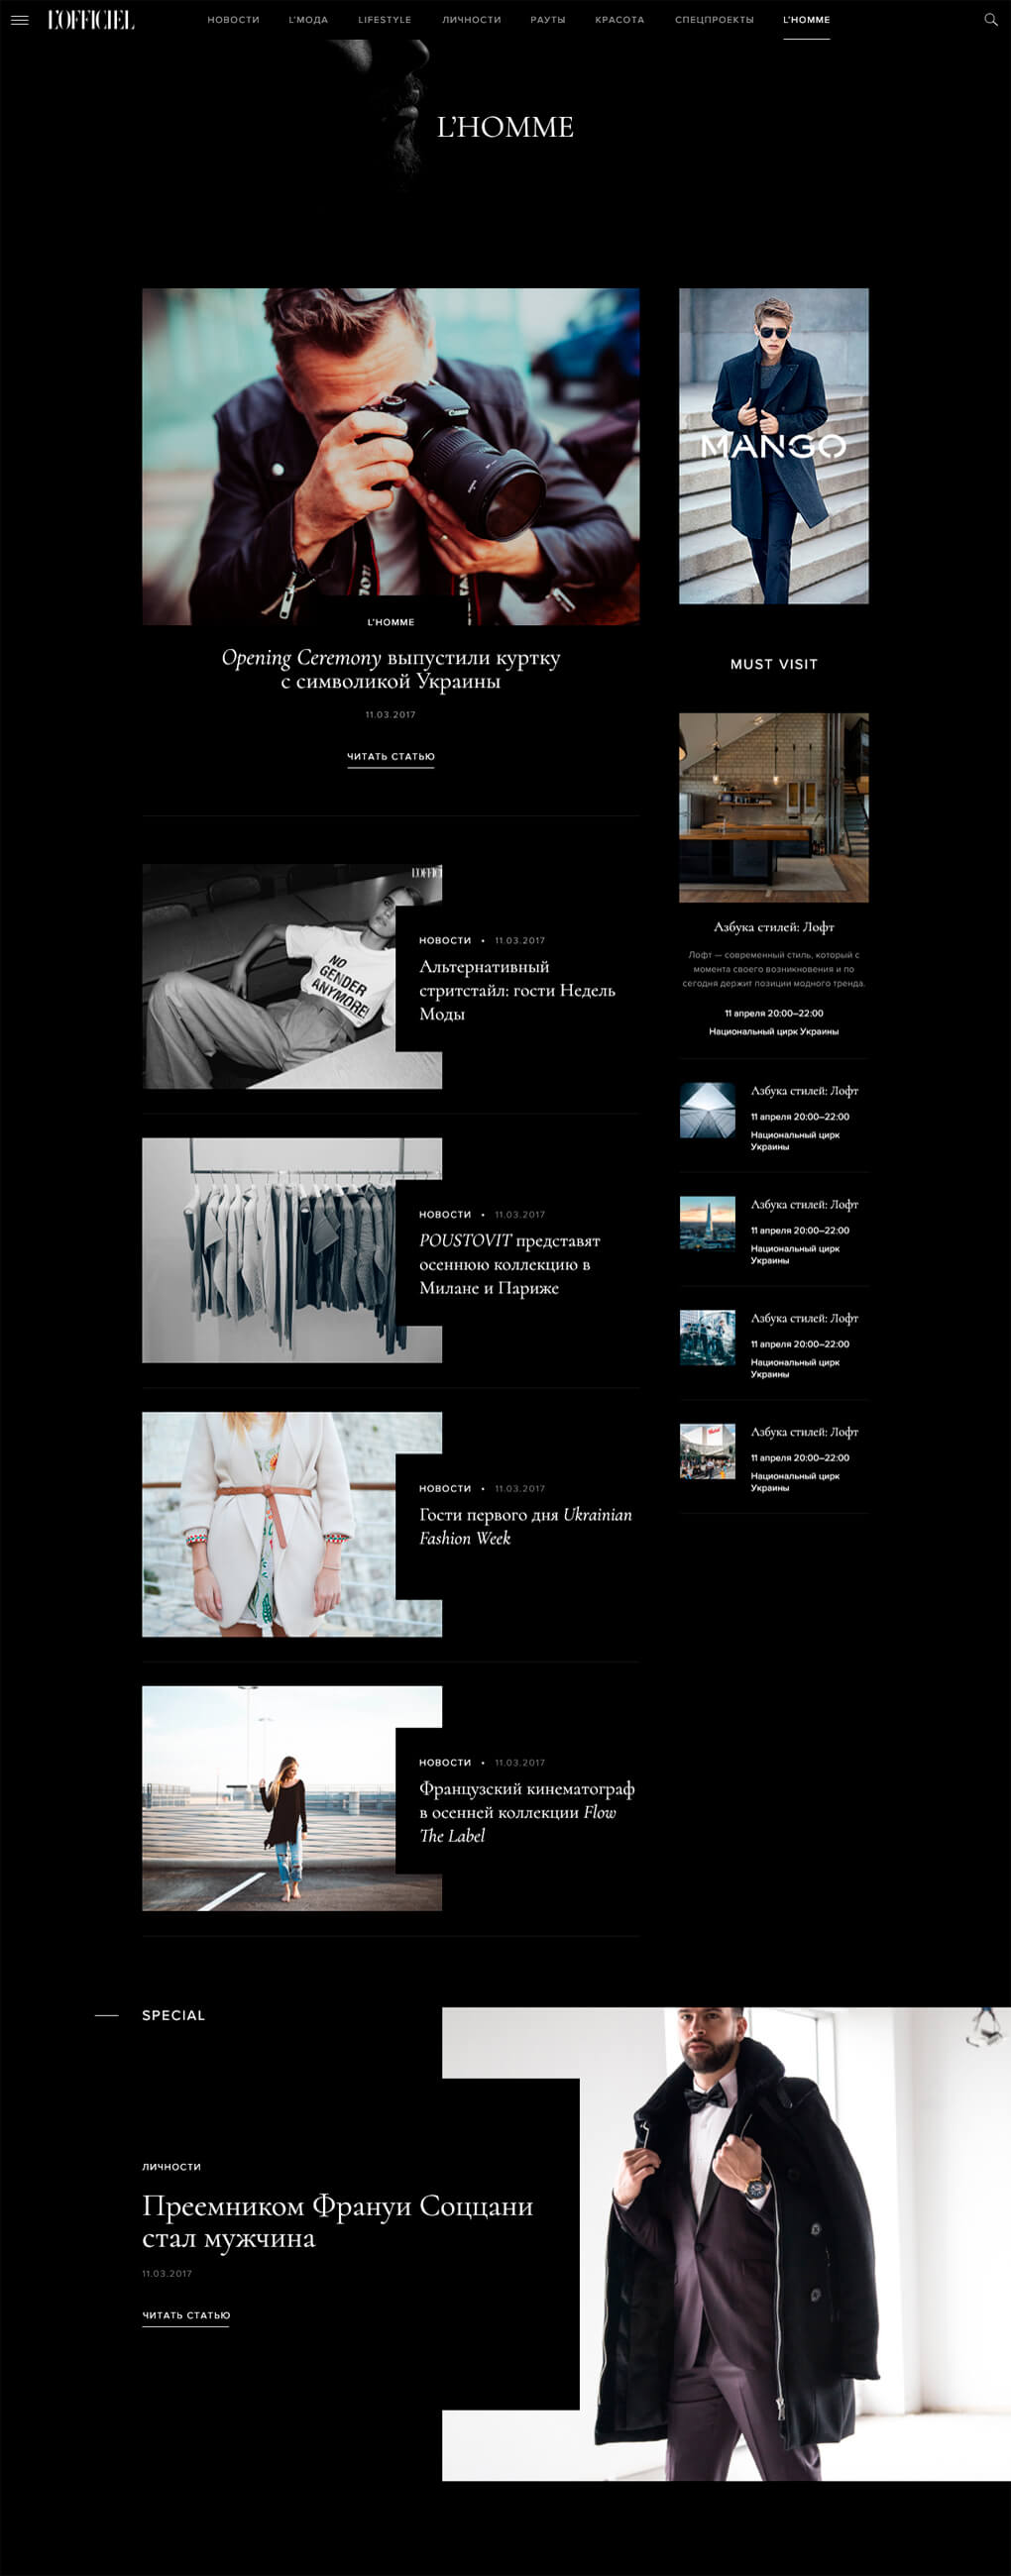 L'OFFICIEL
НОВОСТИ
L'МОДА
LIFESTYLE
ЛИЧНОСТИ
РАУТЫ
КРАСОТА
СПЕЦПРОЕКТЫ
L'HOMME
L'HOMME
Canon
MANGO
L'HOMME
Opening Ceremony выпустили куртку
с символикой Украины
11.03.2017
ЧИТАТЬ СТАТЬЮ
NO
GENDER
ANYMORE!
НОВОСТИ • 11.03.2017
Альтернативный
стритстайл: гости Недель
Моды
НОВОСТИ • 11.03.2017
POUSTOVIT представят
осеннюю коллекцию в
Милане и Париже
НОВОСТИ • 11.03.2017
Гости первого дня Ukrainian
Fashion Week
НОВОСТИ • 11.03.2017
Французский кинематограф
в осенней коллекции Flow
The Label
MUST VISIT
Азбука стилей: Лофт
Лофт — современный стиль, который с
момента своего возникновения и по
сегодня держит позиции модного тренда.
11 апреля 20:00–22:00
Национальный цирк Украины
Азбука стилей: Лофт
11 апреля 20:00–22:00
Национальный цирк
Украины
Азбука стилей: Лофт
11 апреля 20:00–22:00
Национальный цирк
Украины
Азбука стилей: Лофт
11 апреля 20:00–22:00
Национальный цирк
Украины
Азбука стилей: Лофт
11 апреля 20:00–22:00
Национальный цирк
Украины
SPECIAL
ЛИЧНОСТИ
Преемником Франуи Соццани
стал мужчина
11.03.2017
ЧИТАТЬ СТАТЬЮ